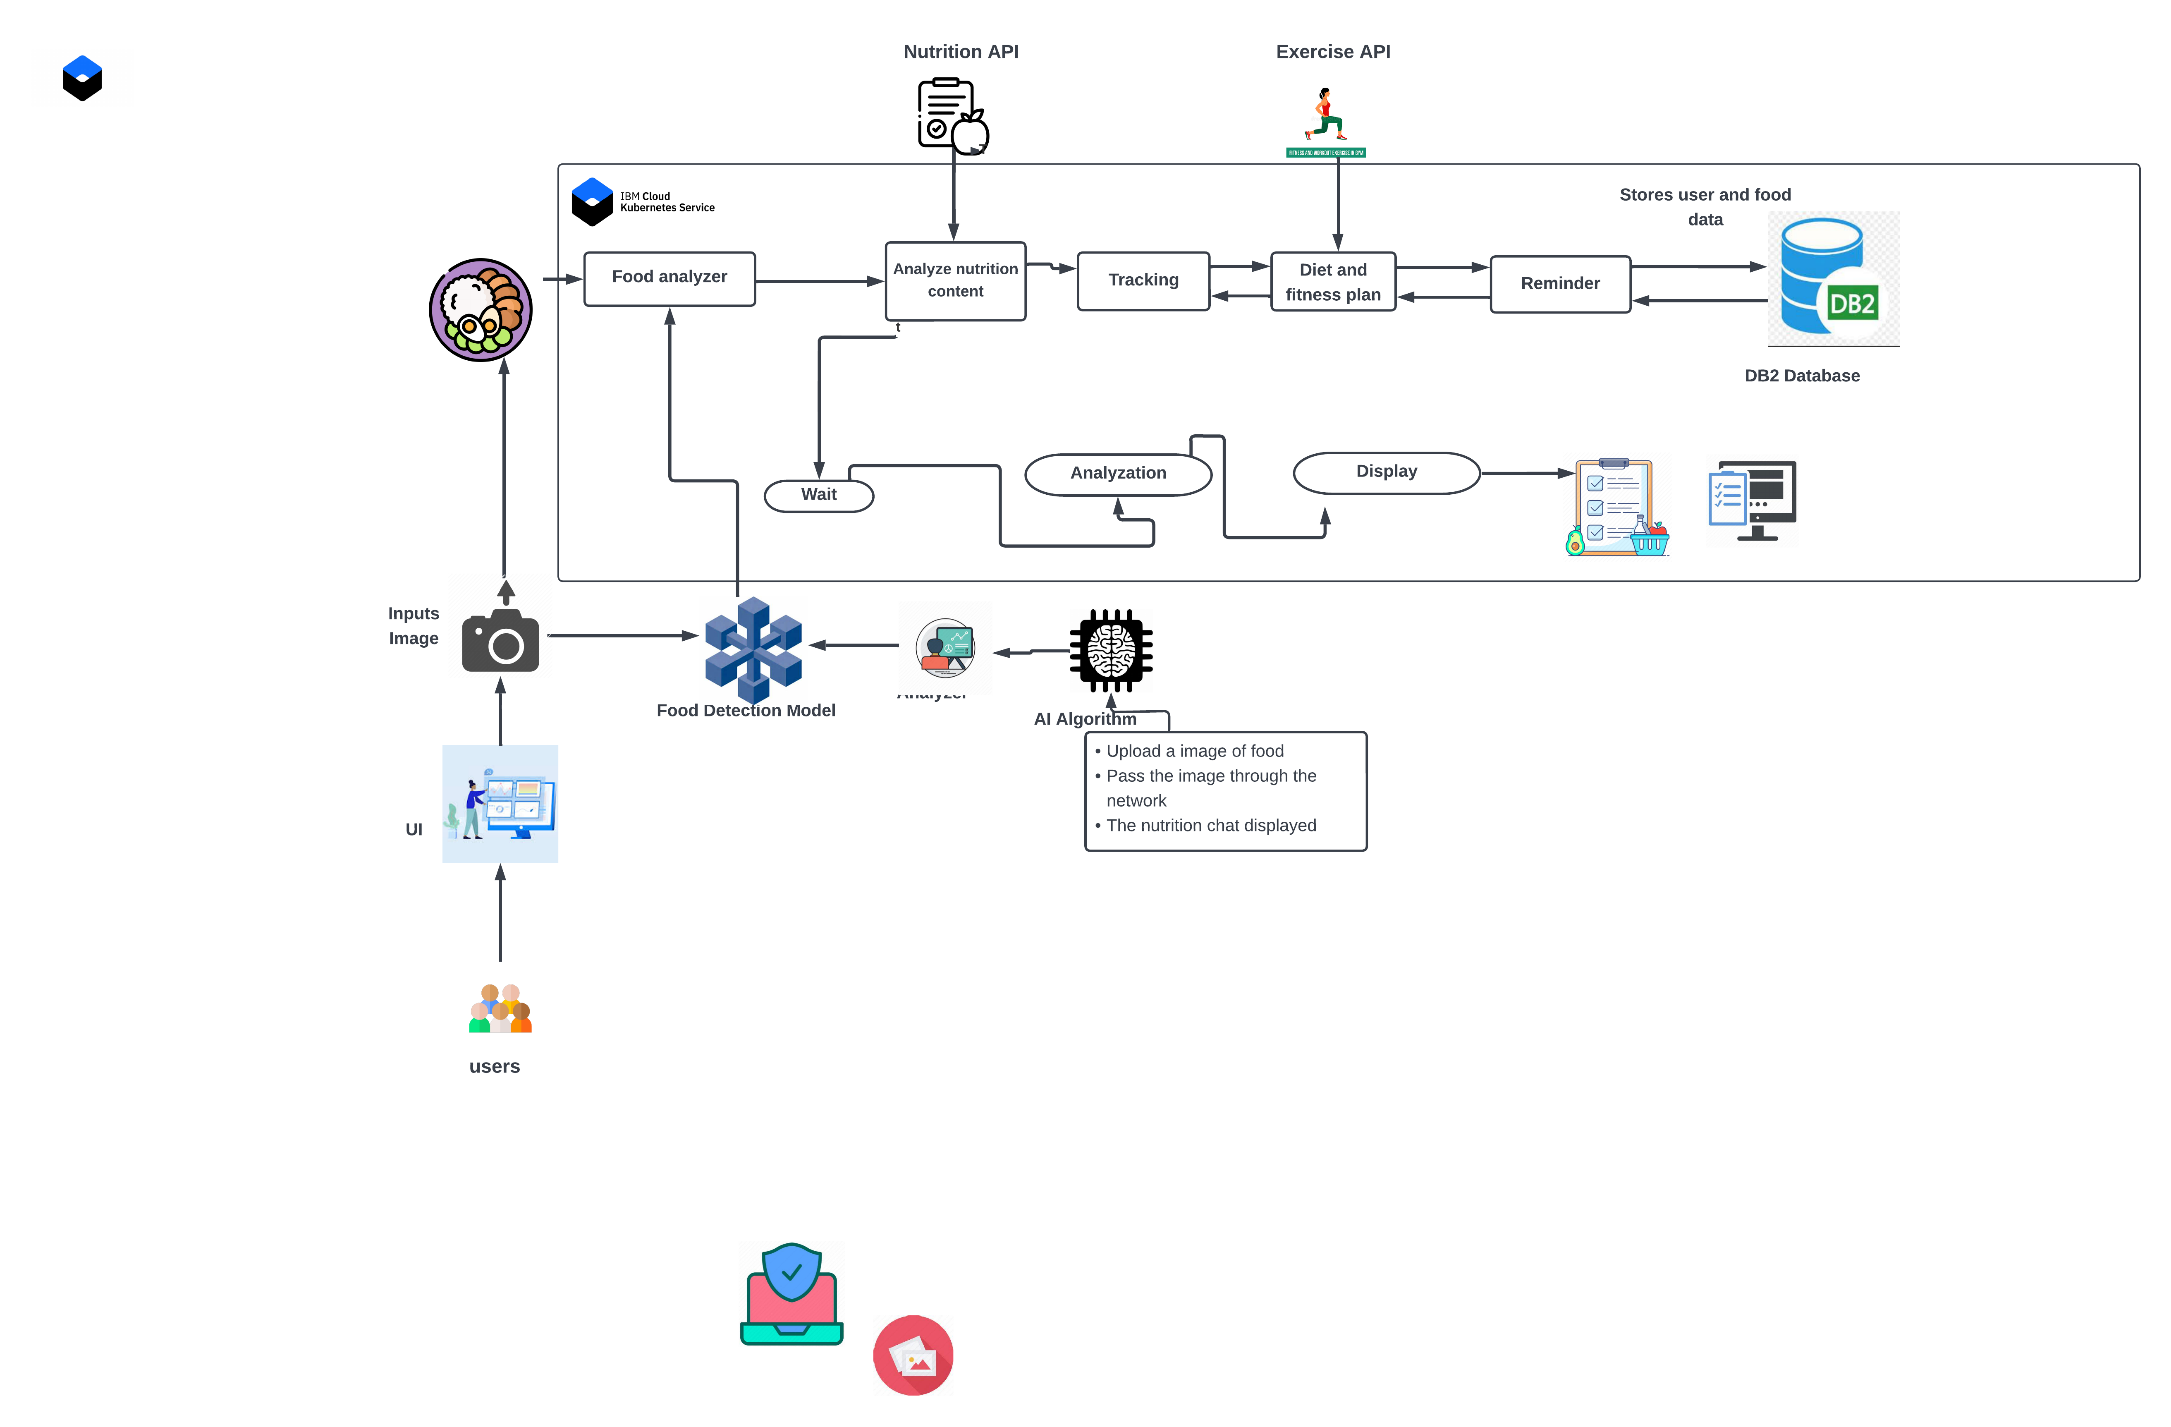 Nutrition API
Exercise API
IBM Cloud
Kubernetes Service
Stores user and food
data
Food analyzer
Analyze nutrition
content
t
Tracking
Diet and
fitness plan
Reminder
DB2
DB2 Database
Wait
Analyzation
Display
Inputs
Image
Food Detection Model
Analyzer
AI Algorithm
• Upload a image of food
• Pass the image through the
network
• The nutrition chat displayed
UI
users